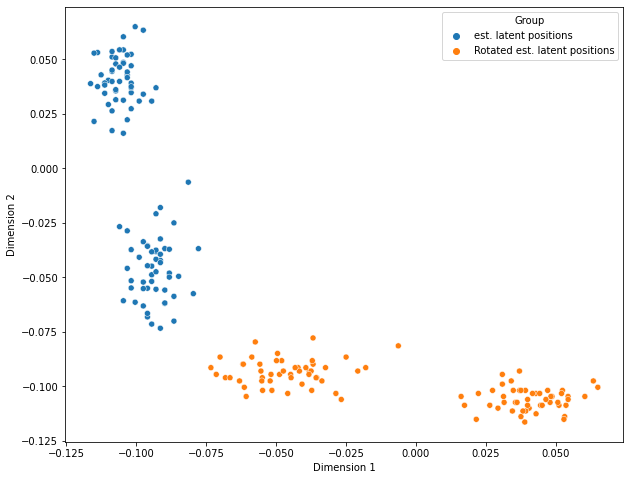 Group
est. latent positions
Rotated est. latent positions
0.050
0.025
0.000
−0.025
−0.050
−0.075
−0.100
−0.125
Dimension 2
−0.125 −0.100 −0.075 −0.050 −0.025 0.000 0.025 0.050
Dimension 1